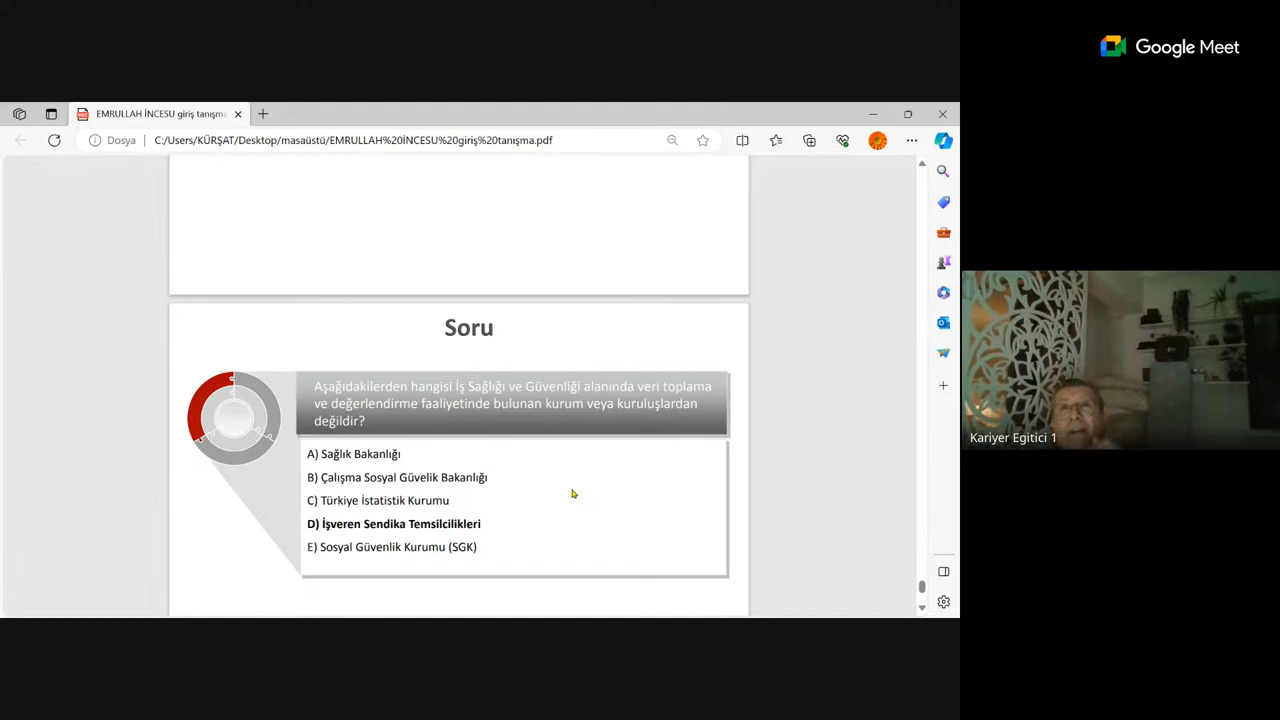 Google Meet
EMRULLAH İNCESU giriş tanışma
Dosya
C:/Users/KÜRŞAT/Desktop/masaüstü/EMRULLAH%20İNCESU%20giriş%20tanışma.pdf
Soru
Aşağıdakilerden hangisi İş Sağlığı ve Güvenliği alanında veri toplama
ve değerlendirme faaliyetinde bulunan kurum veya kuruluşlardan
değildir?
A) Sağlık Bakanlığı
B) Çalışma Sosyal Güvelik Bakanlığı
C) Türkiye İstatistik Kurumu
D) İşveren Sendika Temsilcilikleri
E) Sosyal Güvenlik Kurumu (SGK)
Kariyer Egitici 1